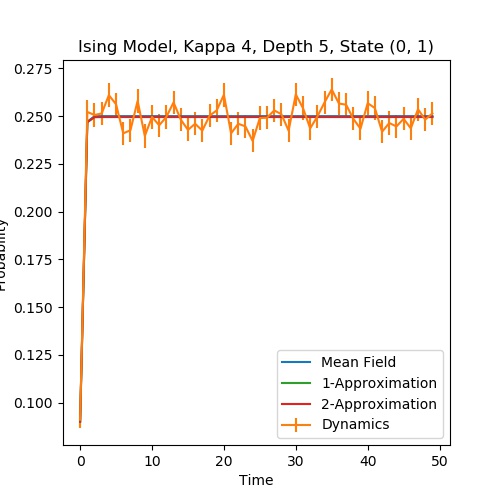 Ising Model, Kappa 4, Depth 5, State (0, 1)
0.275
0.250
0.225
0.200
0.175
0.150
0.125
0.100
Probability
0 10 20 30 40 50
Time
Mean Field
1-Approximation
2-Approximation
Dynamics